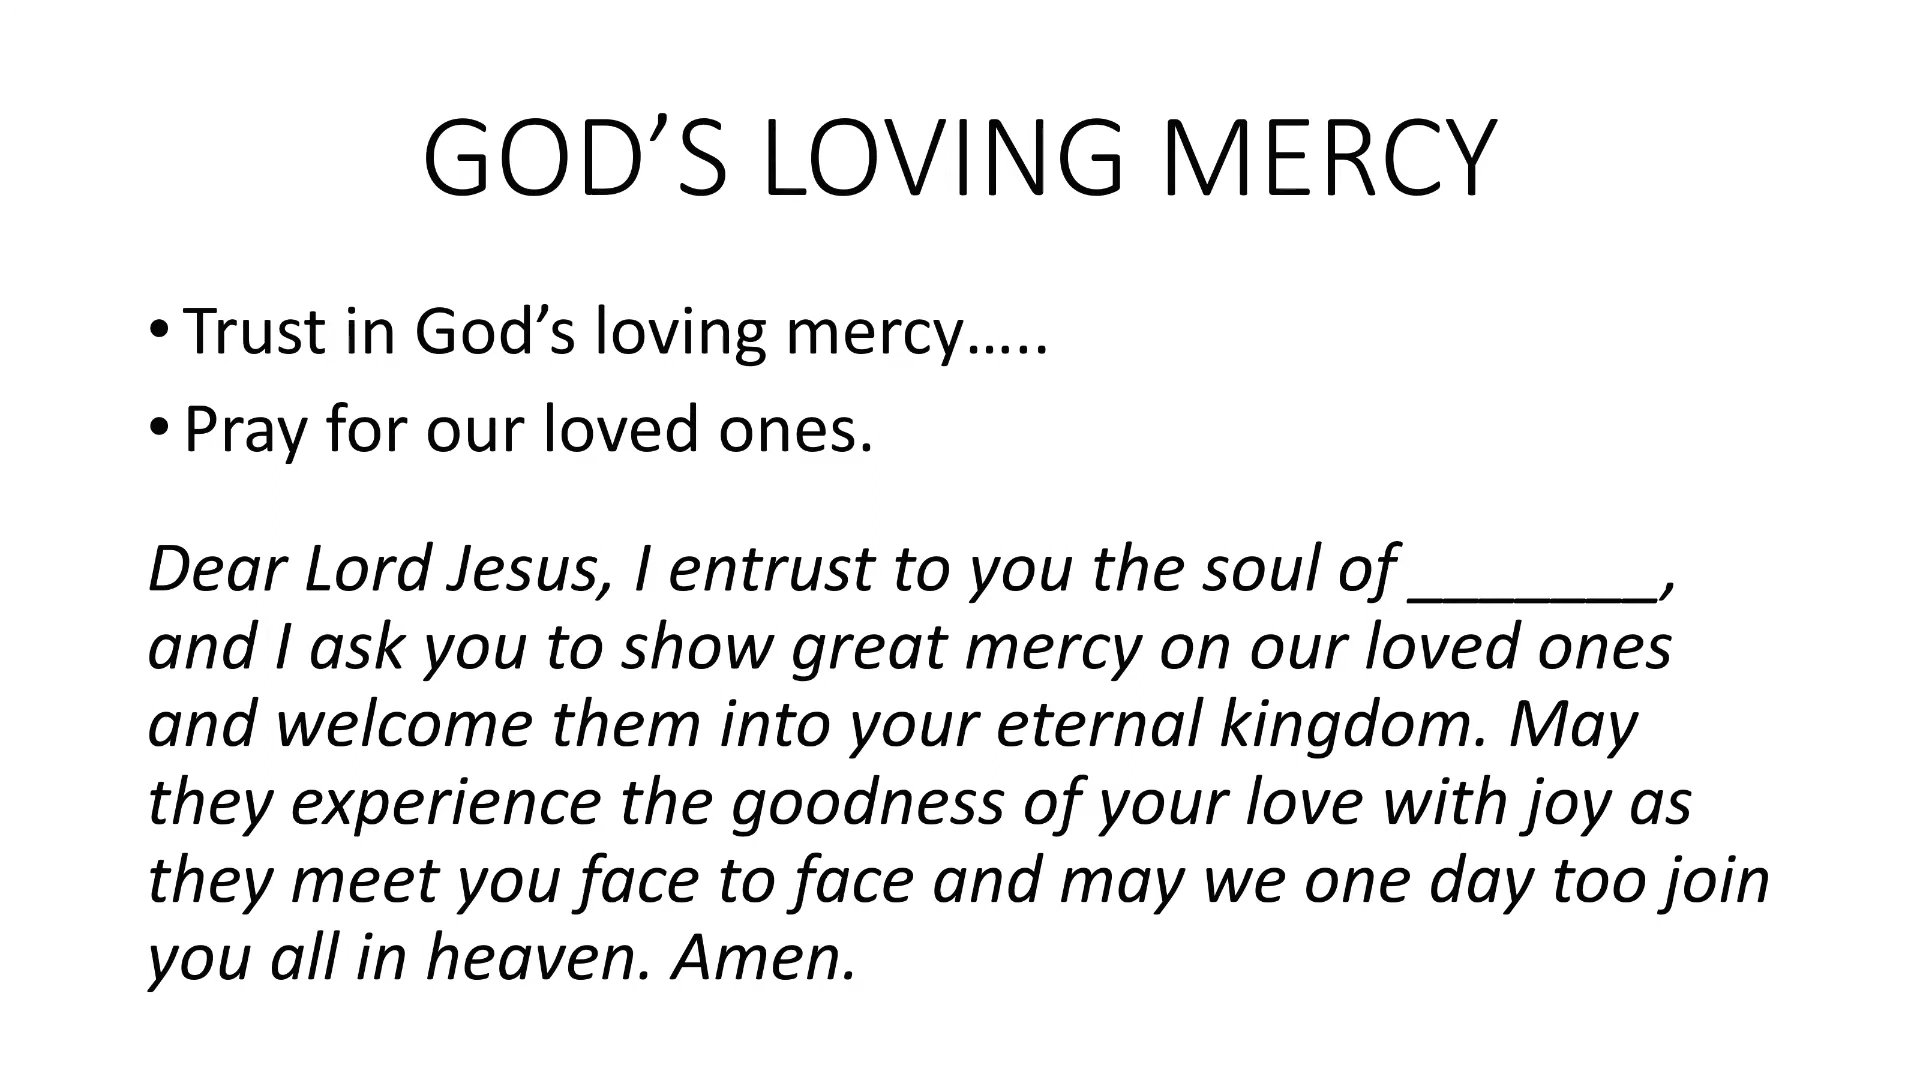 GOD’S LOVING MERCY
• Trust in God’s loving mercy…..
• Pray for our loved ones.
Dear Lord Jesus, I entrust to you the soul of _______,
and I ask you to show great mercy on our loved ones
and welcome them into your eternal kingdom. May
they experience the goodness of your love with joy as
they meet you face to face and may we one day too join
you all in heaven. Amen.